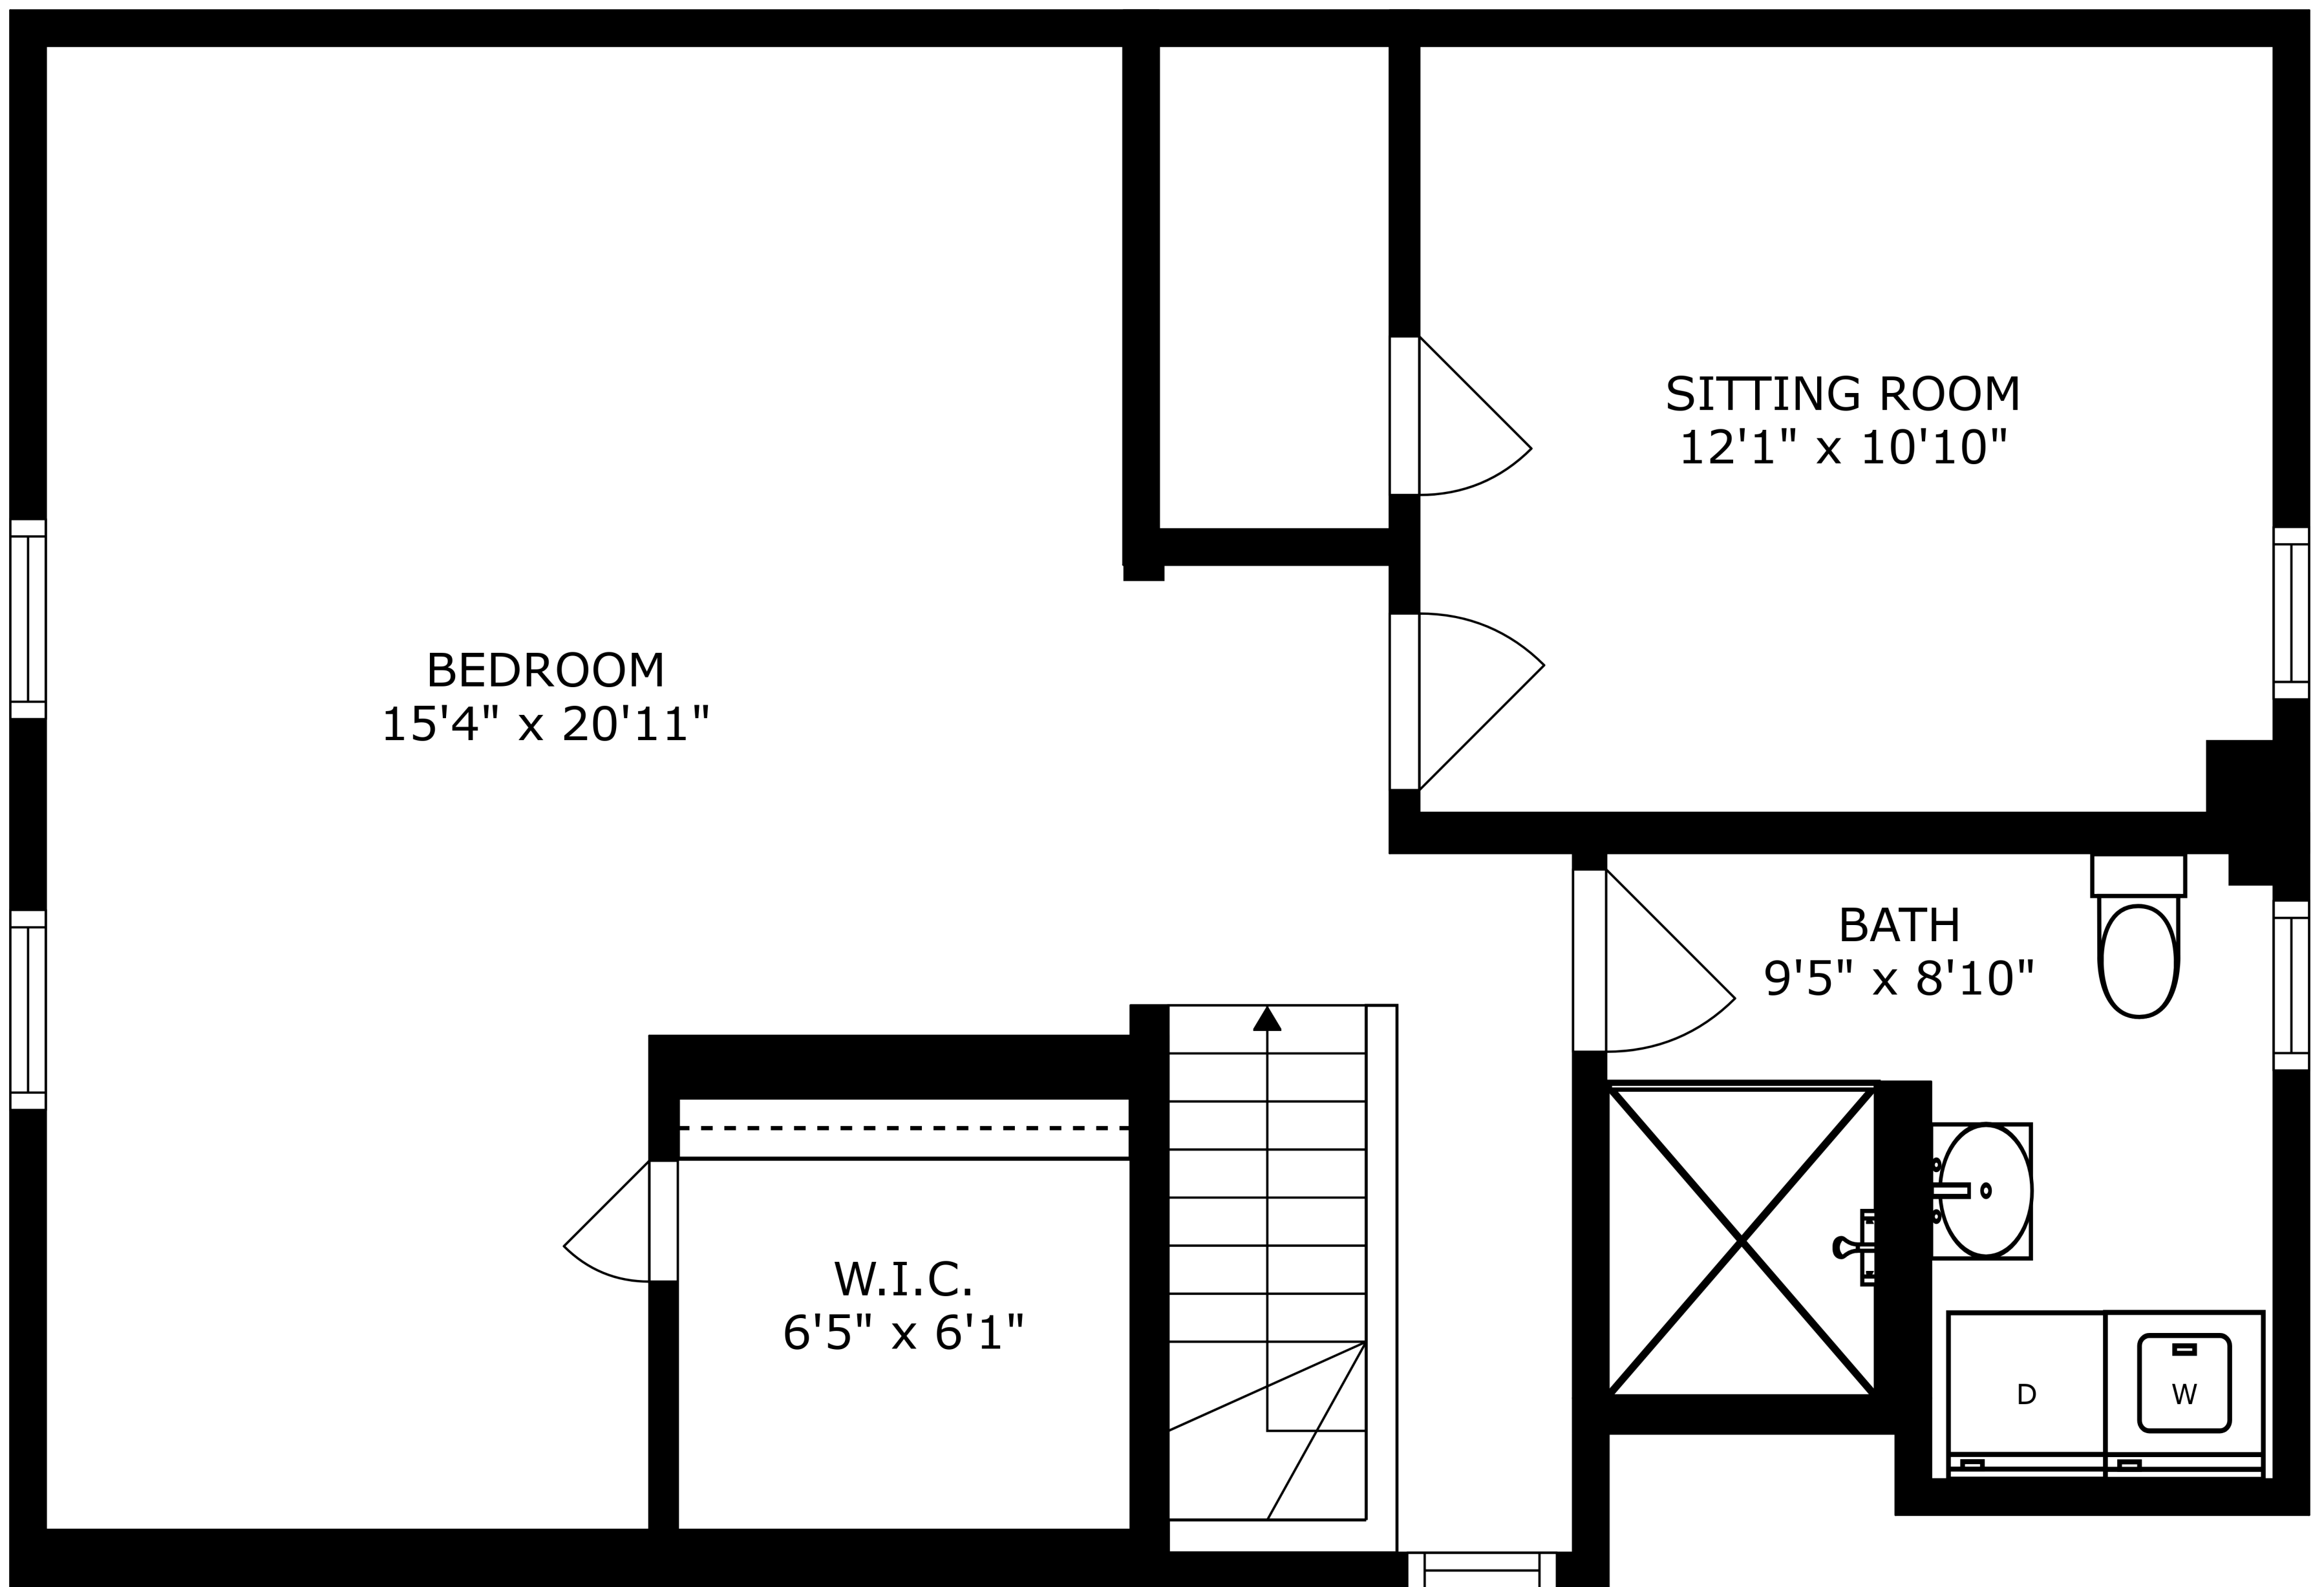 SITTING ROOM
12'1" x 10'10"
BEDROOM
15'4" x 20'11"
BATH
9'5" x 8'10"
W.I.C.
6'5" x 6'1"
D
W